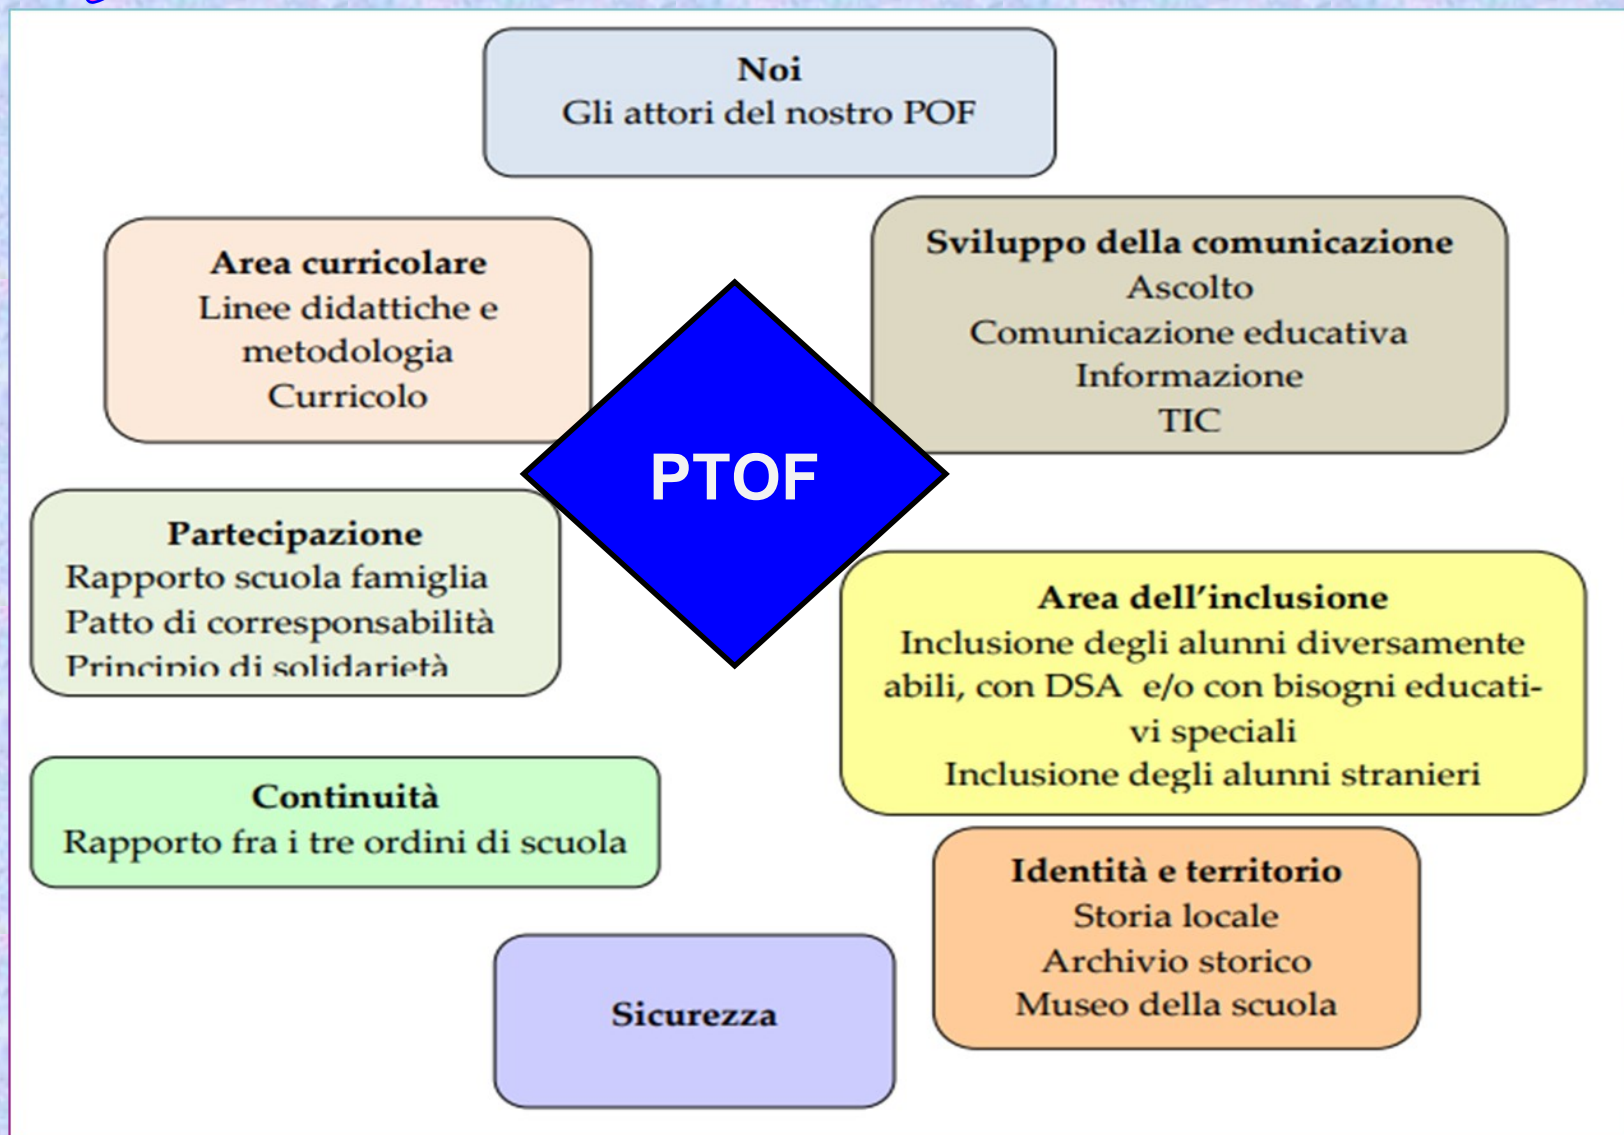 Noi
Gli attori del nostro POF
Area curricolare
Linee didattiche e
metodologia
Curricolo
Sviluppo della comunicazione
Ascolto
Comunicazione educativa
Informazione
TIC
PTOF
Partecipazione
Rapporto scuola famiglia
Patto di corresponsabilità
Principio di solidarietà
Area dell’inclusione
Inclusione degli alunni diversamente
abili, con DSA  e/o con bisogni educati-
vi speciali
Inclusione degli alunni stranieri
Continuità
Rapporto fra i tre ordini di scuola
Identità e territorio
Storia locale
Archivio storico
Museo della scuola
Sicurezza